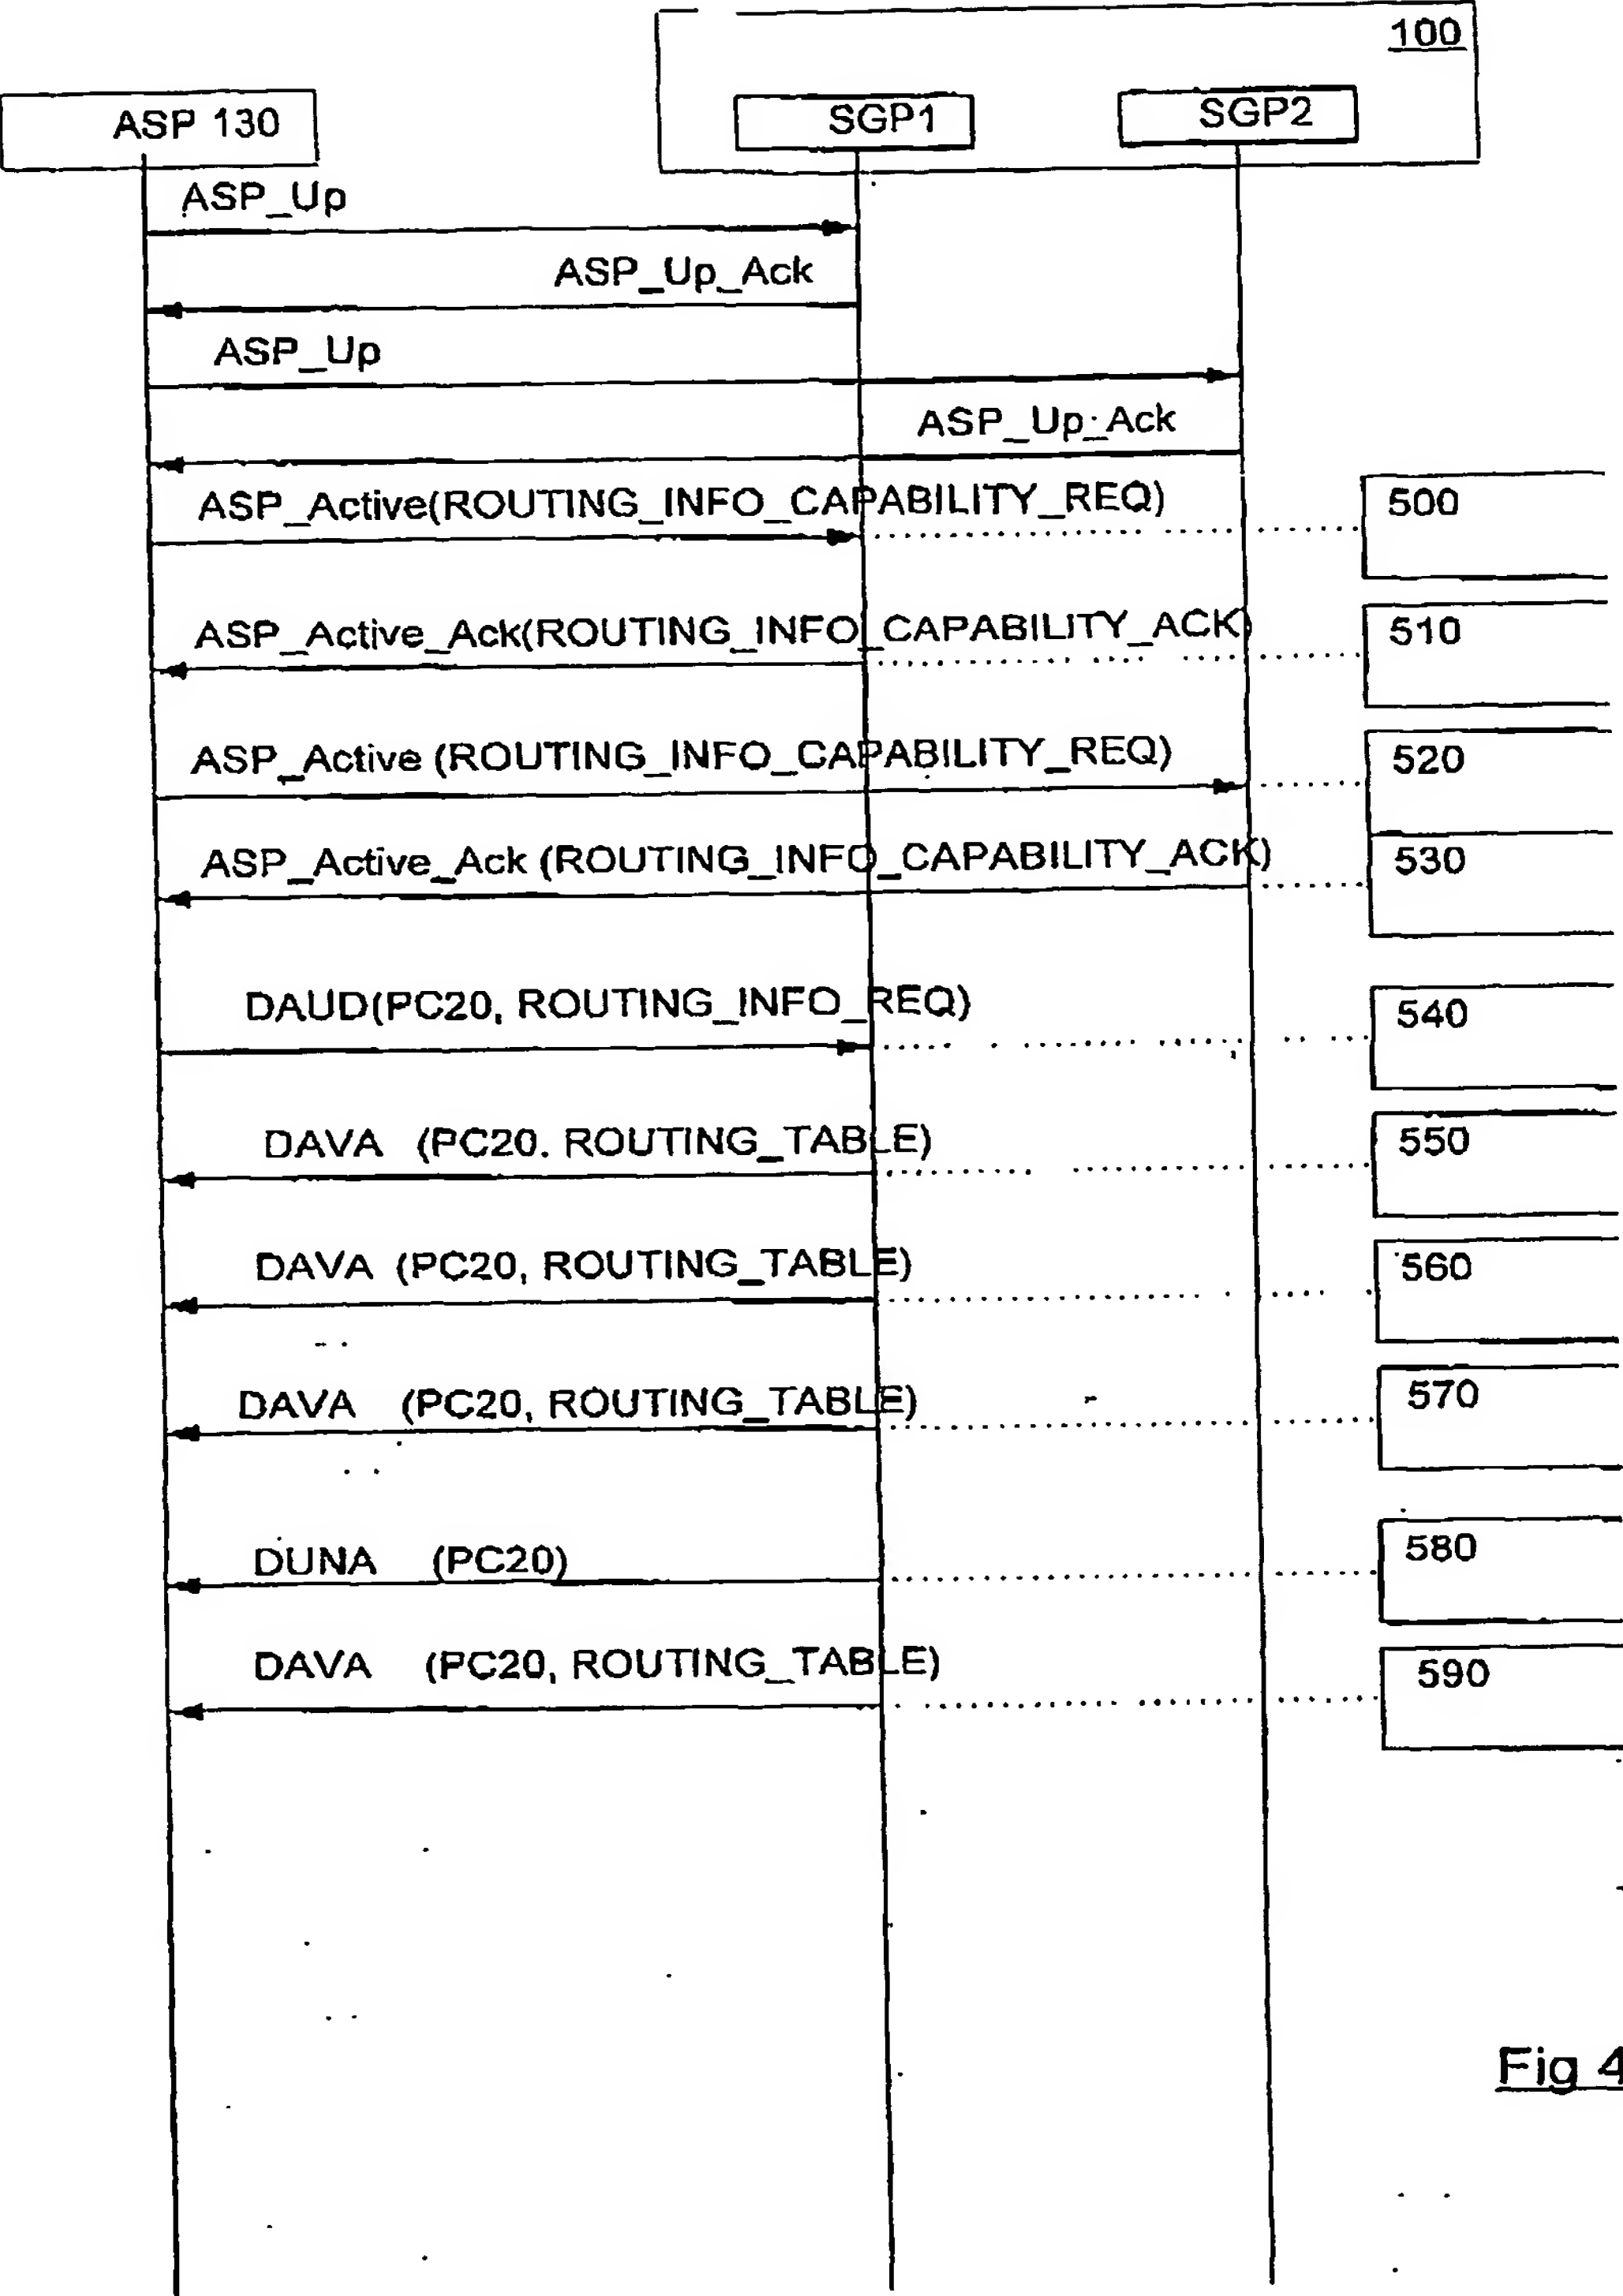 100
ASP 130
SGP1
SGP2
ASP_Up
ASP_Up_Ack
ASP_Up
ASP_Up_Ack
ASP_Active(ROUTING_INFO_CAPABILITY_REQ)
500
ASP_Active_Ack(ROUTING_INFO_CAPABILITY_ACK)
510
ASP_Active (ROUTING_INFO_CAPABILITY_REQ)
520
ASP_Active_Ack (ROUTING_INFO_CAPABILITY_ACK)
530
DAUD(PC20, ROUTING_INFO_REQ)
540
DAVA (PC20. ROUTING_TABLE)
550
DAVA (PC20, ROUTING_TABLE)
560
DAVA (PC20, ROUTING_TABLE)
570
DUNA (PC20)
580
DAVA (PC20, ROUTING_TABLE)
590
Fig 4